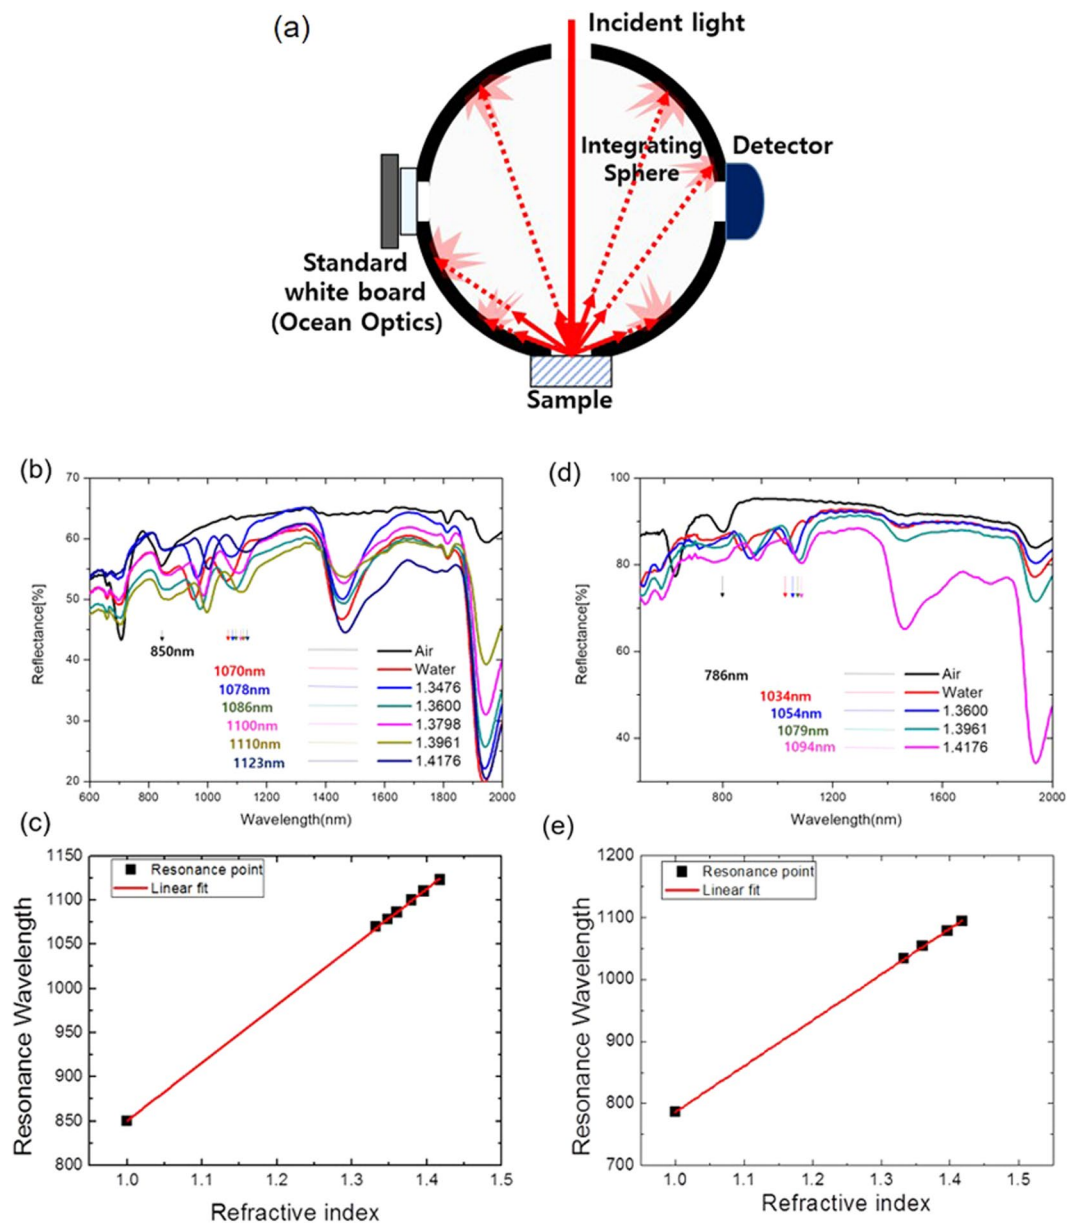 (a)
Incident light
Integrating
Sphere
Detector
Standard
white board
(Ocean Optics)
Sample
(b)
70
60
50
40
30
20
Reflectance[%]
850nm
1070nm
1078nm
1086nm
1100nm
1110nm
1123nm
Air
Water
1.3476
1.3600
1.3798
1.3961
1.4176
600 800 1000 1200 1400 1600 1800 2000
Wavelength(nm)
(d)
100
80
60
40
Reflectance[%]
786nm
1034nm
1054nm
1079nm
1094nm
Air
Water
1.3600
1.3961
1.4176
800 1200 1600 2000
Wavelength(nm)
(c)
1150
1100
1050
1000
950
900
850
800
Resonance Wavelength
Resonance point
Linear fit
1.0 1.1 1.2 1.3 1.4 1.5
Refractive index
(e)
1200
1100
1000
900
800
700
Resonance Wavelength
Resonance point
Linear fit
1.0 1.1 1.2 1.3 1.4 1.5
Refractive index